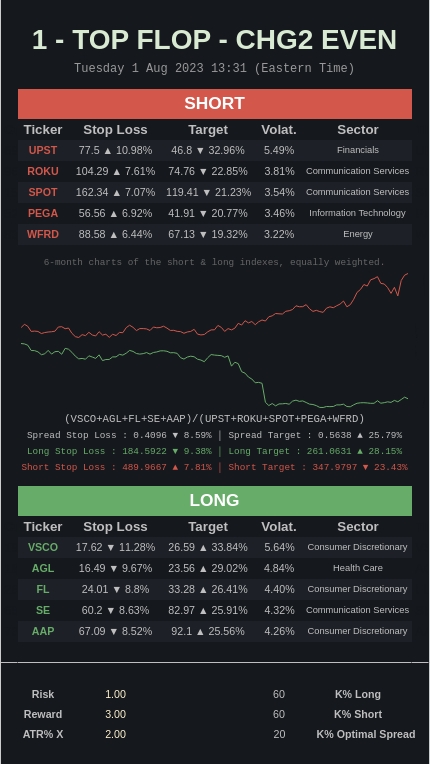 1 - TOP FLOP - CHG2 EVEN
Tuesday 1 Aug 2023 13:31 (Eastern Time)
SHORT
Ticker Stop Loss Target Volat. Sector
UPST 77.5 ▲ 10.98% 46.8 ▼ 32.96% 5.49% Financials
ROKU 104.29 ▲ 7.61% 74.76 ▼ 22.85% 3.81% Communication Services
SPOT 162.34 ▲ 7.07% 119.41 ▼ 21.23% 3.54% Communication Services
PEGA 56.56 ▲ 6.92% 41.91 ▼ 20.77% 3.46% Information Technology
WFRD 88.58 ▲ 6.44% 67.13 ▼ 19.32% 3.22% Energy
6-month charts of the short & long indexes, equally weighted.
(VSCO+AGL+FL+SE+AAP)/(UPST+ROKU+SPOT+PEGA+WFRD)
Spread Stop Loss : 0.4096 ▼ 8.59% | Spread Target : 0.5638 ▲ 25.79%
Long Stop Loss : 184.5922 ▼ 9.38% | Long Target : 261.0631 ▲ 28.15%
Short Stop Loss : 489.9667 ▲ 7.81% | Short Target : 347.9797 ▼ 23.43%
LONG
Ticker Stop Loss Target Volat. Sector
VSCO 17.62 ▼ 11.28% 26.59 ▲ 33.84% 5.64% Consumer Discretionary
AGL 16.49 ▼ 9.67% 23.56 ▲ 29.02% 4.84% Health Care
FL 24.01 ▼ 8.8% 33.28 ▲ 26.41% 4.40% Consumer Discretionary
SE 60.2 ▼ 8.63% 82.97 ▲ 25.91% 4.32% Communication Services
AAP 67.09 ▼ 8.52% 92.1 ▲ 25.56% 4.26% Consumer Discretionary
Risk 1.00 60 K% Long
Reward 3.00 60 K% Short
ATR% X 2.00 20 K% Optimal Spread